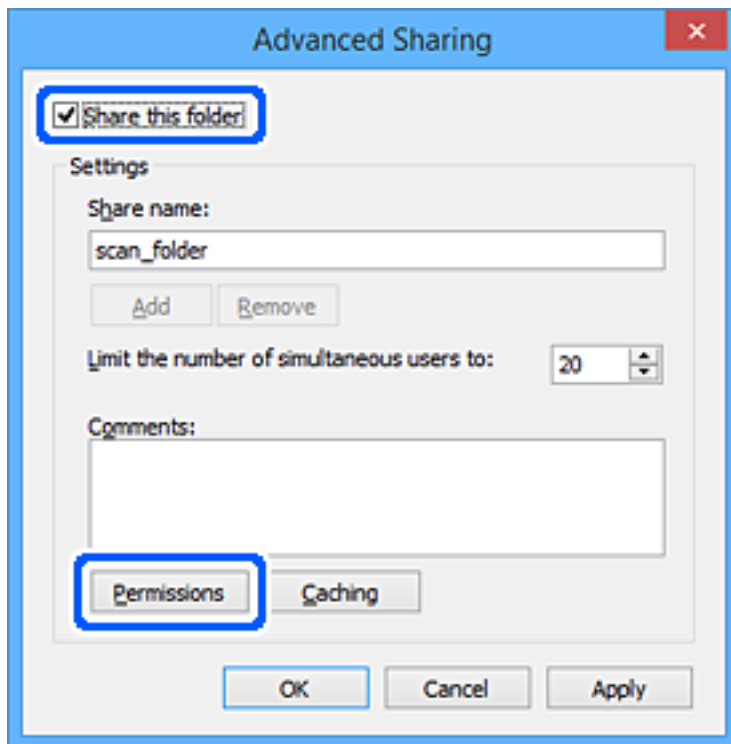 Advanced Sharing
Share this folder
Settings
Share name:
scan_folder
Add Remove
Limit the number of simultaneous users to: 20
Comments:
Permissions Caching
OK Cancel Apply